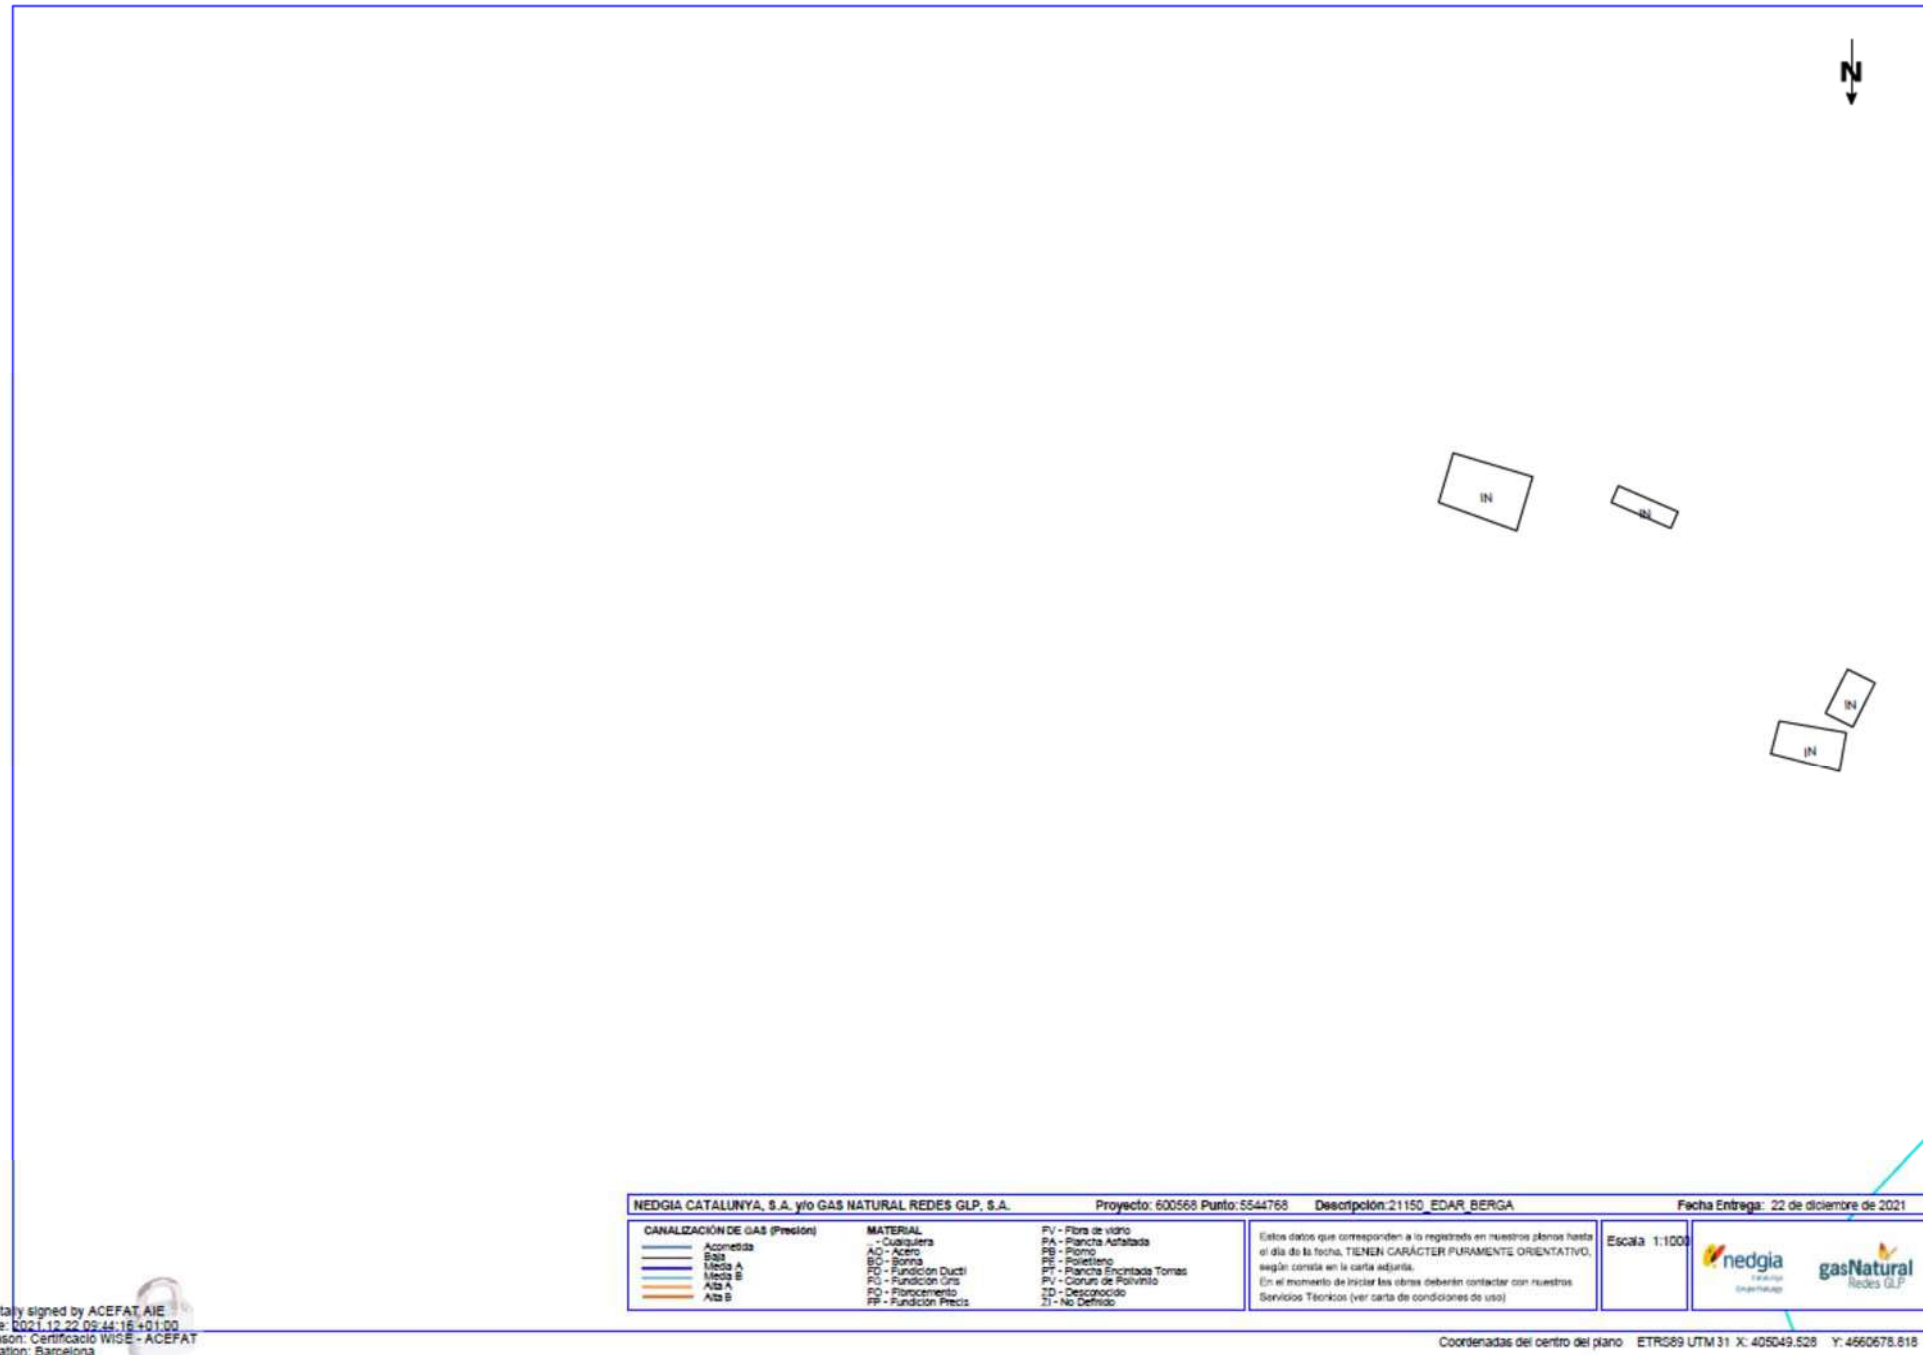 N
IN
IN
IN
IN
NEDGIA CATALUNYA, S.A. y/o GAS NATURAL REDES GLP, S.A. Proyecto: 600568 Punto:5544768 Descripción:21150_EDAR_BERGA Fecha Entrega: 22 de diciembre de 2021
CANALIZACIÓN DE GAS (Presión)
Acometida
Baja
Media A
Media B
Alta A
Alta B
MATERIAL
.. - Cualquiera
AO - Acero
BO - Bonna
FD - Fundición Ductil
FG - Fundición Gris
FO - Fibrocemento
FP - Fundición Precis
FV - Fibra de vidrio
PA - Plancha Asfaltada
PB - Plomo
PE - Polietileno
PT - Plancha Encintada Tomas
PV - Cloruro de Polivinilo
ZD - Desconocido
ZI - No Definido
Estos datos que corresponden a lo registrado en nuestros planos hasta
el día de la fecha, TIENEN CARÁCTER PURAMENTE ORIENTATIVO,
según consta en la carta adjunta.
En el momento de iniciar las obras deberán contactar con nuestros
Servicios Técnicos (ver carta de condiciones de uso)
Escala 1:1000
nedgia
Catalunya
Grupo Naturgy
gasNatural
Redes GLP
tally signed by ACEFAT, AIE
e: 2021.12.22 09:44:16 +01:00
son: Certificació WISE - ACEFAT
ation: Barcelona
Coordenadas del centro del plano ETRS89 UTM 31 X: 405049.528 Y: 4660678.818